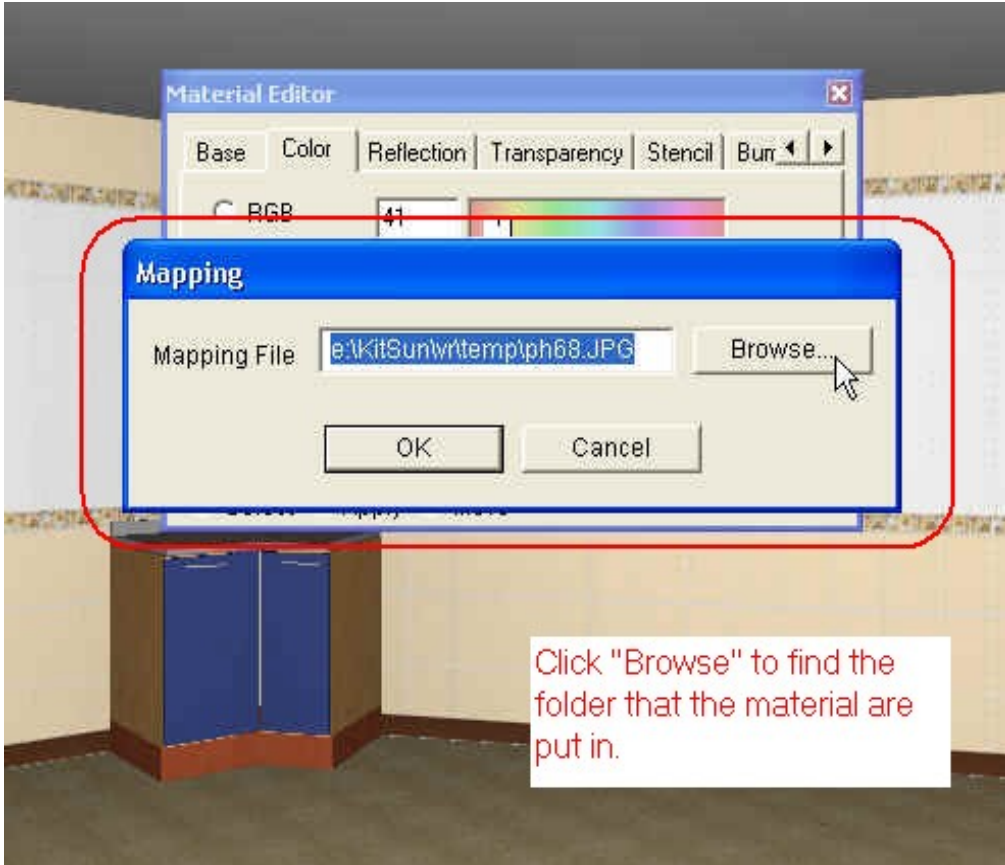 Material Editor
Base Color Reflection Transparency Stencil
RGB 41
Mapping
Mapping File e:\KitSun\vr\temp\ph68.JPG Browse...
OK Cancel
Click "Browse" to find the
folder that the material are
put in.